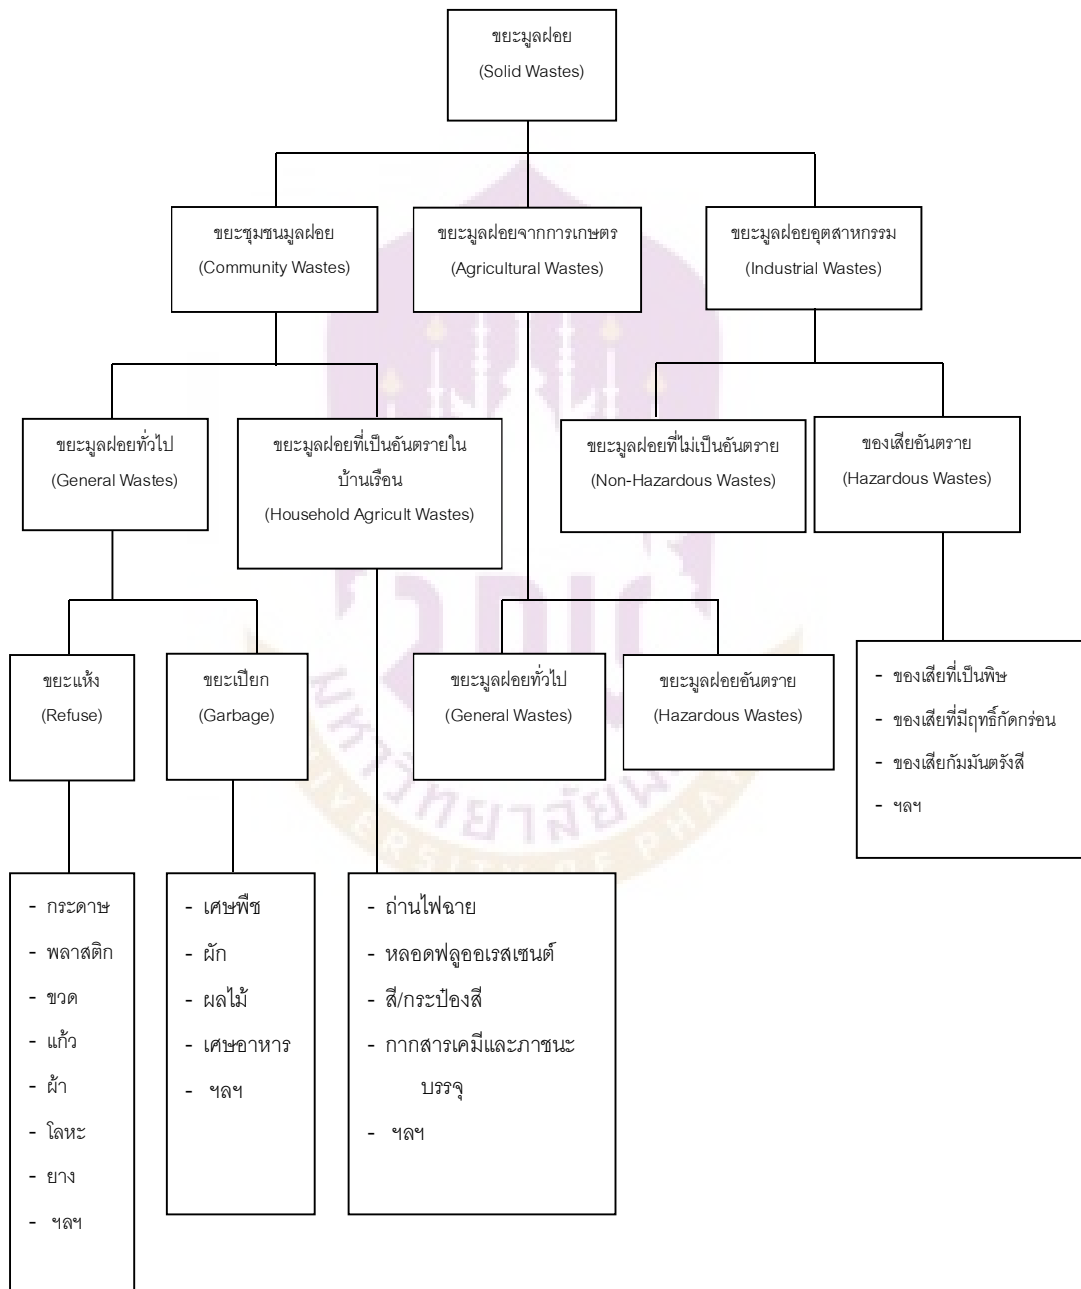 ขยะมูลฝอย
(Solid Wastes)
ขยะชุมชนมูลฝอย
(Community Wastes)
ขยะมูลฝอยจากการเกษตร
(Agricultural Wastes)
ขยะมูลฝอยอุตสาหกรรม
(Industrial Wastes)
ขยะมูลฝอยทั่วไป
(General Wastes)
ขยะมูลฝอยที่เป็นอันตรายใน
บ้านเรือน
(Household Agricult Wastes)
ขยะมูลฝอยที่ไม่เป็นอันตราย
(Non-Hazardous Wastes)
ของเสียอันตราย
(Hazardous Wastes)
ขยะแห้ง
(Refuse)
ขยะเปียก
(Garbage)
ขยะมูลฝอยทั่วไป
(General Wastes)
ขยะมูลฝอยอันตราย
(Hazardous Wastes)
- ของเสียที่เป็นพิษ
- ของเสียที่มีฤทธิ์กัดกร่อน
- ของเสียกัมมันตรังสี
- ฯลฯ
- กระดาษ
- พลาสติก
- ขวด
- แก้ว
- ผ้า
- โลหะ
- ยาง
- ฯลฯ
- เศษพืช
- ผัก
- ผลไม้
- เศษอาหาร
- ฯลฯ
- ถ่านไฟฉาย
- หลอดฟลูออเรสเซนต์
- สี/กระป๋องสี
- กากสารเคมีและภาชนะ
บรรจุ
- ฯลฯ